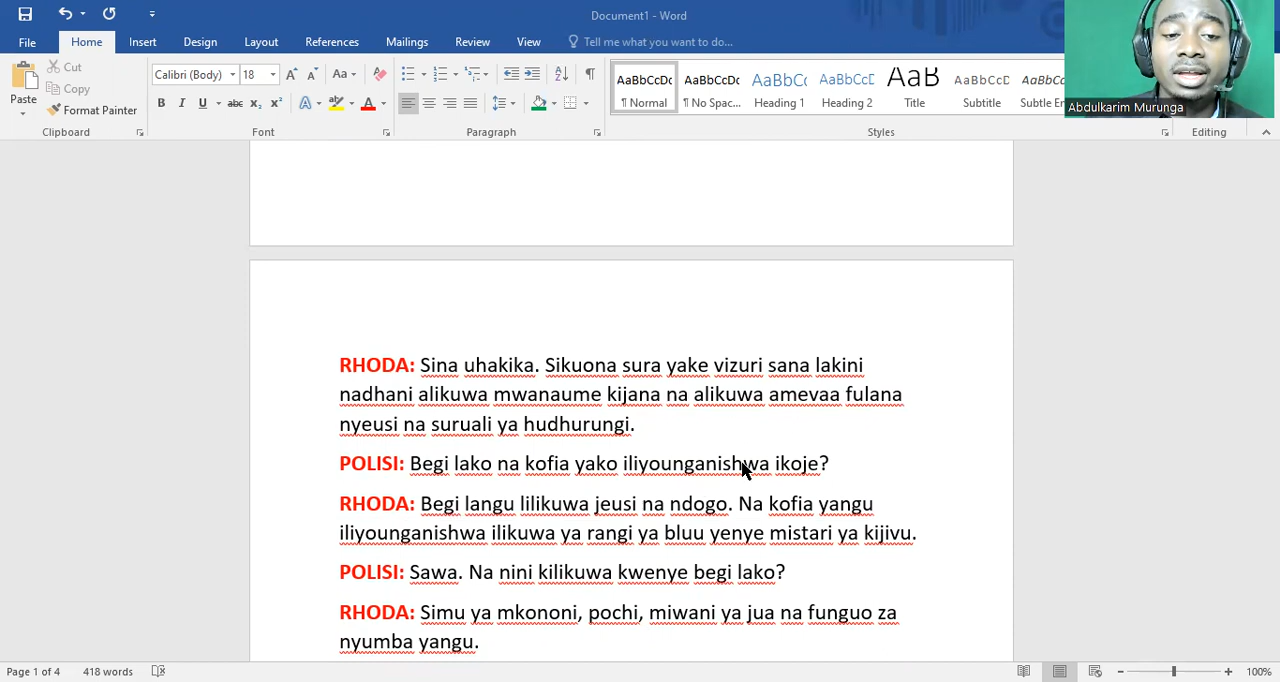 Document1 - Word
File Home Insert Design Layout References Mailings Review View Tell me what you want to do...
Paste Cut Copy Format Painter
Calibri (Body) 18
AaBbCcDc ¶ Normal
AaBbCcDc ¶ No Spac...
AaBbCc Heading 1
AaBbCcD Heading 2
AaB Title
AaBbCcD Subtitle
AaBbCcD Subtle Em
Abdulkarim Murunga
Clipboard Font Paragraph Styles Editing
RHODA: Sina uhakika. Sikuona sura yake vizuri sana lakini
nadhani alikuwa mwanaume kijana na alikuwa amevaa fulana
nyeusi na suruali ya hudhurungi.
POLISI: Begi lako na kofia yako iliyounganishwa ikoje?
RHODA: Begi langu lilikuwa jeusi na ndogo. Na kofia yangu
iliyounganishwa ilikuwa ya rangi ya bluu yenye mistari ya kijivu.
POLISI: Sawa. Na nini kilikuwa kwenye begi lako?
RHODA: Simu ya mkononi, pochi, miwani ya jua na funguo za
nyumba yangu.
Page 1 of 4 418 words 100%